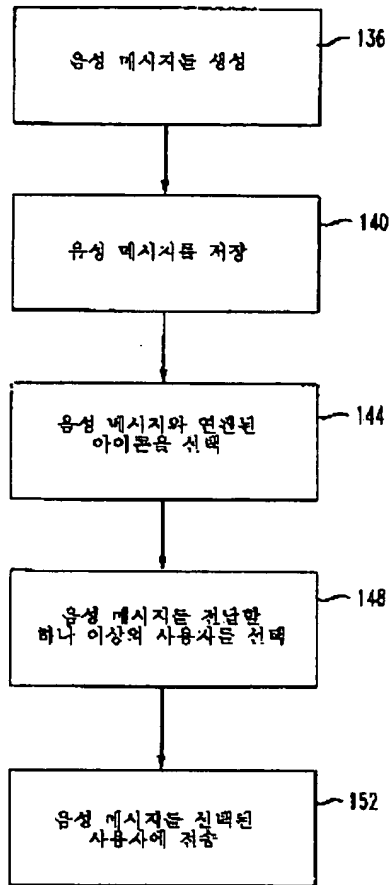 음성 메시지를 생성
136
음성 메시지를 저장
140
음성 메시지와 연관된
아이콘을 선택
144
음성 메시지를 전달할
하나 이상의 사용자를 선택
148
음성 메시지를 선택된
사용자에 전송
152